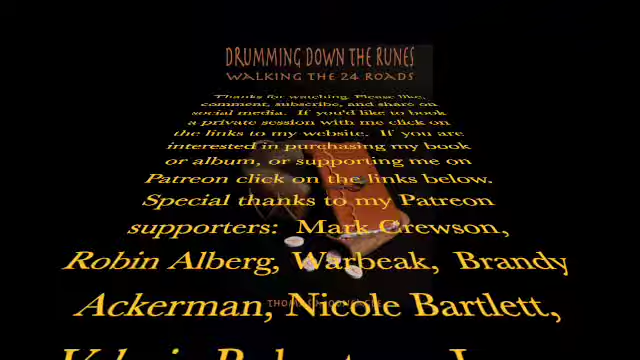 DRUMMING DOWN THE RUNES
WALKING THE 24 ROADS
Thanks for watching. Please like,
comment, subscribe, and share on
social media. If you'd like to book
a private session with me click on
the links to my website. If you are
interested in purchasing my book
or album, or supporting me on
Patreon click on the links below.
Special thanks to my Patreon
supporters: Mark Crewson,
Robin Alberg, Warbeak, Brandy
Ackerman, Nicole Bartlett,